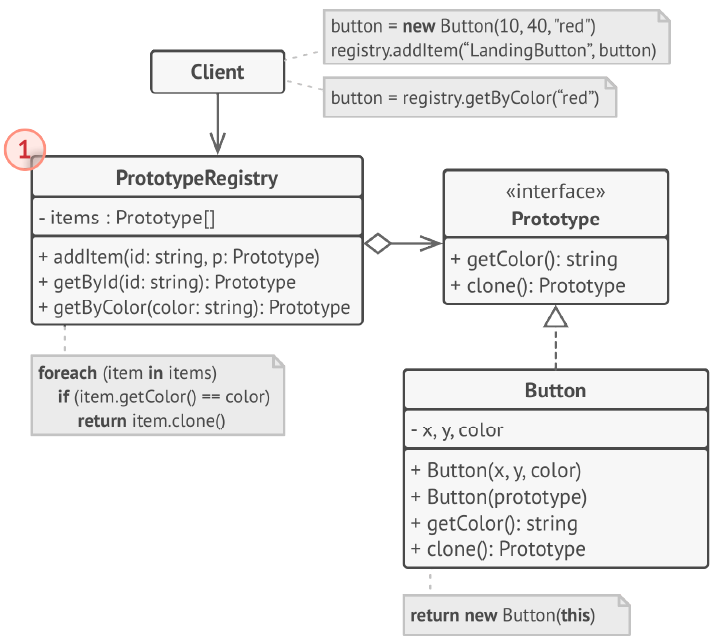 button = new Button(10, 40, "red")
registry.addItem(“LandingButton”, button)
Client
button = registry.getByColor(“red”)
1
PrototypeRegistry
- items : Prototype[]
+ addItem(id: string, p: Prototype)
+ getById(id: string): Prototype
+ getByColor(color: string): Prototype
«interface»
Prototype
+ getColor(): string
+ clone(): Prototype
foreach (item in items)
if (item.getColor() == color)
return item.clone()
Button
- x, y, color
+ Button(x, y, color)
+ Button(prototype)
+ getColor(): string
+ clone(): Prototype
return new Button(this)